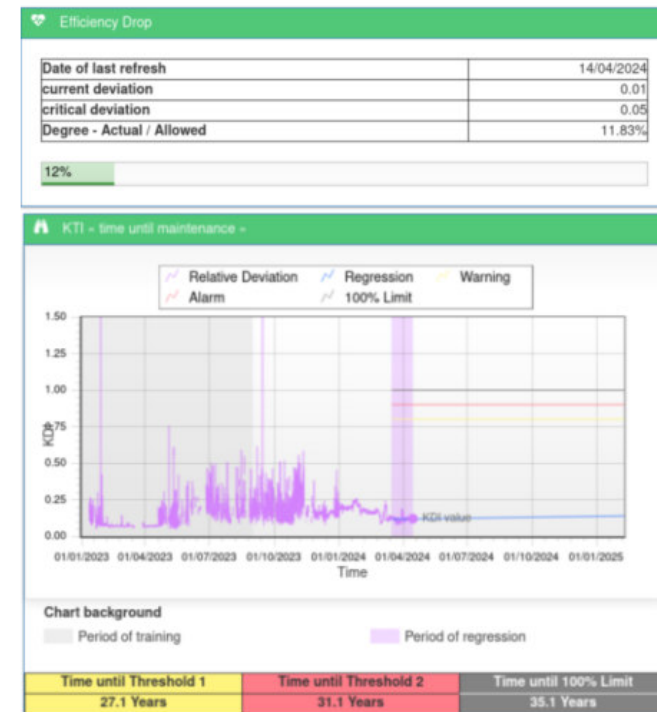 Efficiency Drop
Date of last refresh 14/04/2024
current deviation 0.01
critical deviation 0.05
Degree - Actual / Allowed 11.83%
12%
KTI - time until maintenance -
Relative Deviation Regression Warning
Alarm 100% Limit
1.50
1.25
1.00
0.75
0.50
0.25
0.00
KDI
KDI value
01/01/2023 01/04/2023 01/07/2023 01/10/2023 01/01/2024 01/04/2024 01/07/2024 01/10/2024 01/01/2025
Time
Chart background
Period of training Period of regression
Time until Threshold 1 Time until Threshold 2 Time until 100% Limit
27.1 Years 31.1 Years 35.1 Years